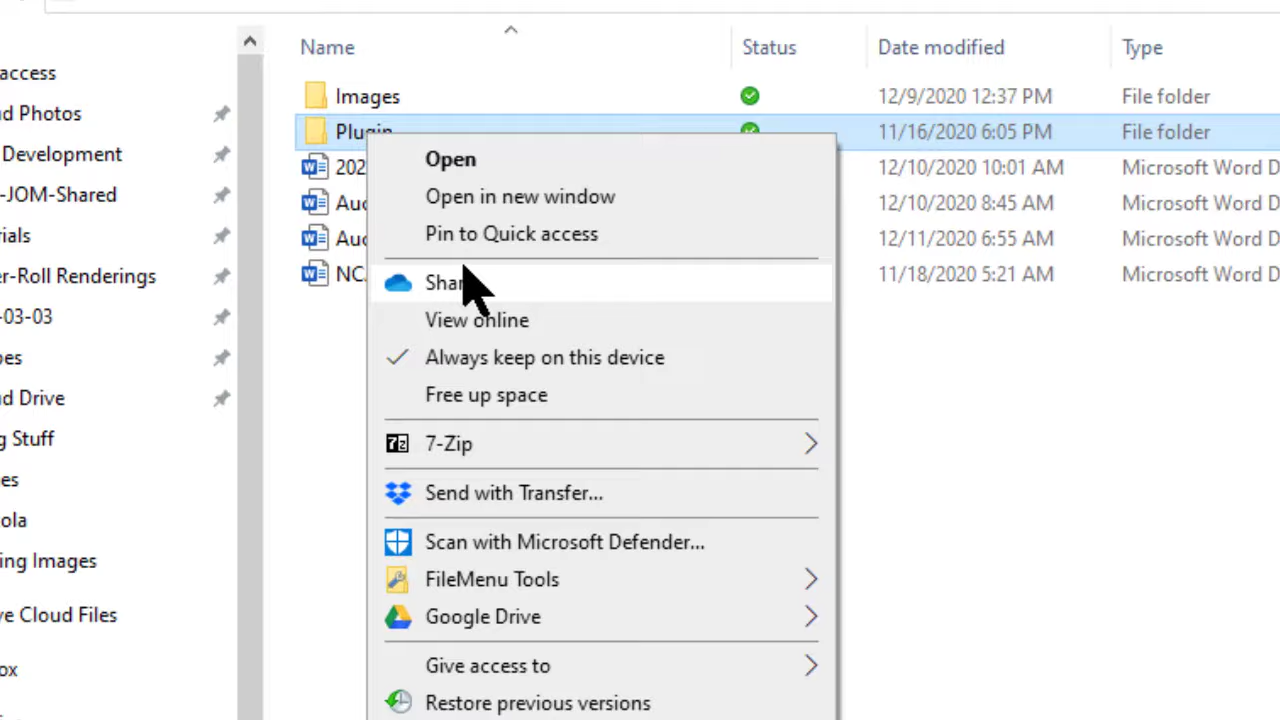 Name Status Date modified Type
access
d Photos
Development
-JOM-Shared
rials
er-Roll Renderings
-03-03
pes
d Drive
g Stuff
es
ola
ing Images
ve Cloud Files
ox
Images 12/9/2020 12:37 PM File folder
Plugin 11/16/2020 6:05 PM File folder
202 12/10/2020 10:01 AM Microsoft Word D
Aud 12/10/2020 8:45 AM Microsoft Word D
Aud 12/11/2020 6:55 AM Microsoft Word D
NC 11/18/2020 5:21 AM Microsoft Word D
Open
Open in new window
Pin to Quick access
Share
View online
Always keep on this device
Free up space
7z 7-Zip
Send with Transfer...
Scan with Microsoft Defender...
FileMenu Tools
Google Drive
Give access to
Restore previous versions